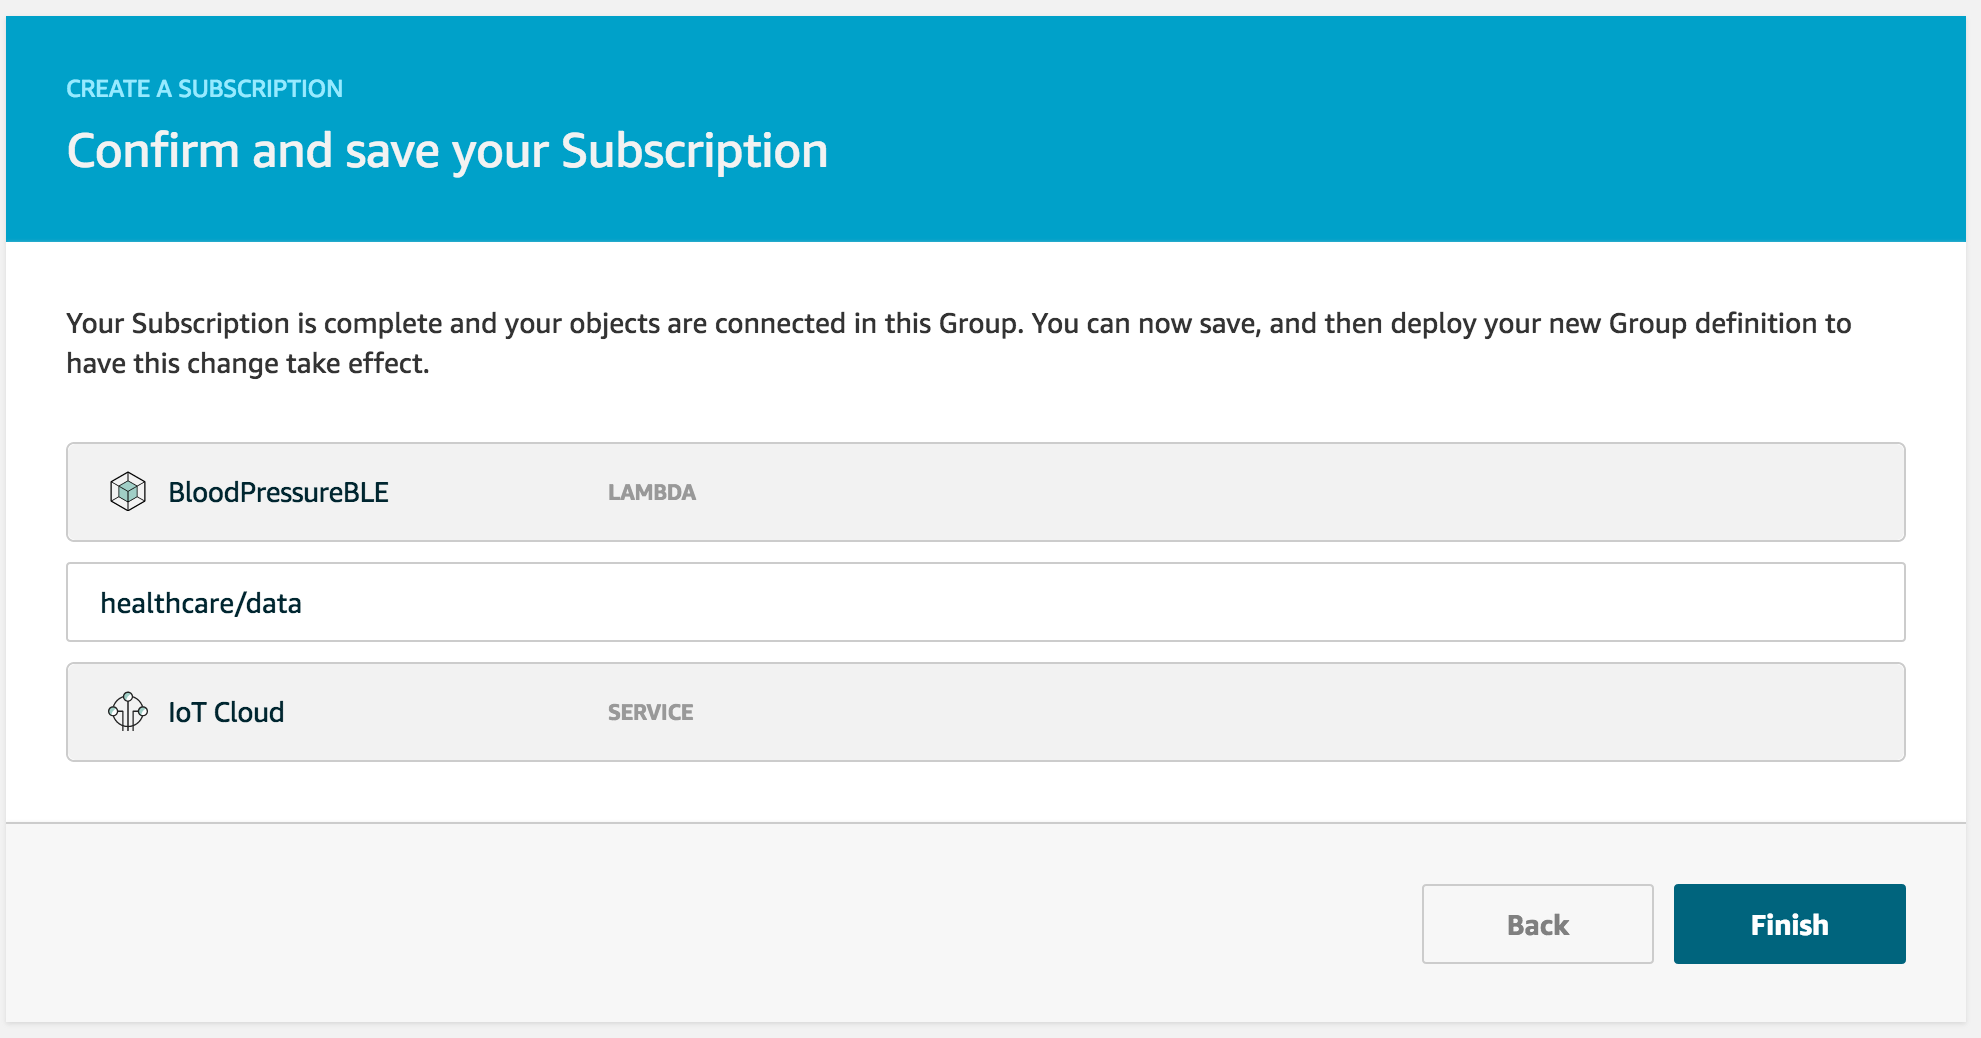 CREATE A SUBSCRIPTION
Confirm and save your Subscription
Your Subscription is complete and your objects are connected in this Group. You can now save, and then deploy your new Group definition to
have this change take effect.
BloodPressureBLE LAMBDA
healthcare/data
IoT Cloud SERVICE
Back Finish